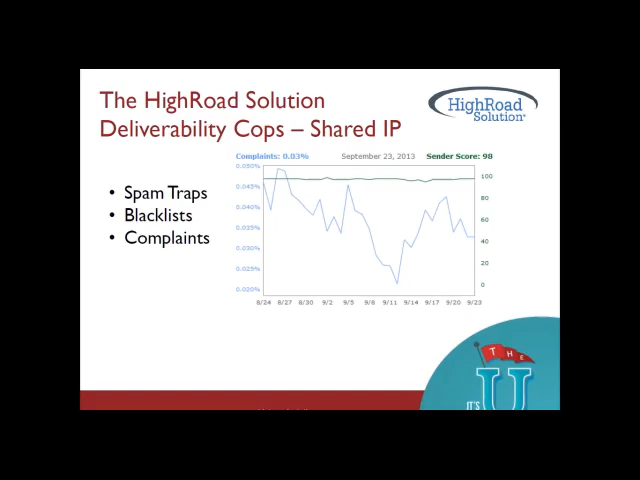 The HighRoad Solution
Deliverability Cops – Shared IP
HighRoad
Solution
Complaints: 0.03% September 23, 2013 Sender Score: 98
• Spam Traps
• Blacklists
• Complaints
0.050%
0.045%
0.040%
0.035%
0.030%
0.025%
0.020%
100
80
60
40
20
0
8/24 8/27 8/30 9/2 9/5 9/8 9/11 9/14 9/17 9/20 9/23
THE
U
IT'S